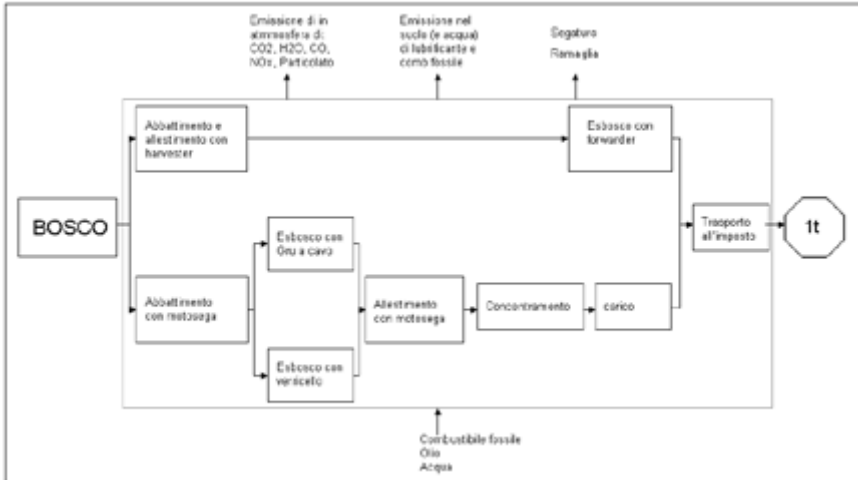 Emissione di in
atmmosfera di:
CO2, H2O, CO,
NOx, Particolato
Emissione nel
suolo (e acqua)
di lubrificante e
comb fossile
Segatura
Ramaglia
Abbattimento e
allestimento con
harvester
Esbosco con
forwarder
BOSCO
Esbosco con
Gru a cavo
Trasporto
all'imposto
1t
Abbattimento
con motosega
Allestimento
con motosega
Concentramento
carico
Esbosco con
verricello
Combustibile fossile
Olio
Acqua